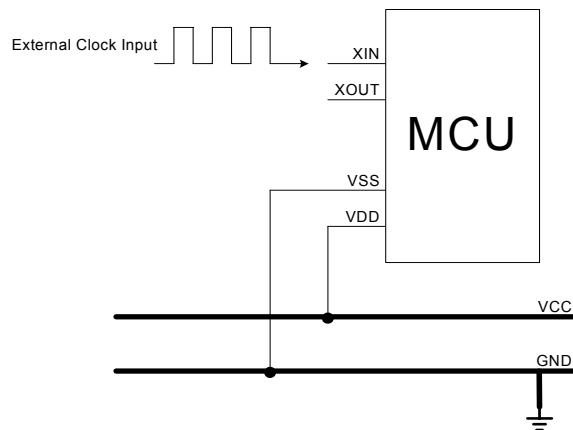 External Clock Input
XIN
XOUT
MCU
VSS
VDD
VCC
GND